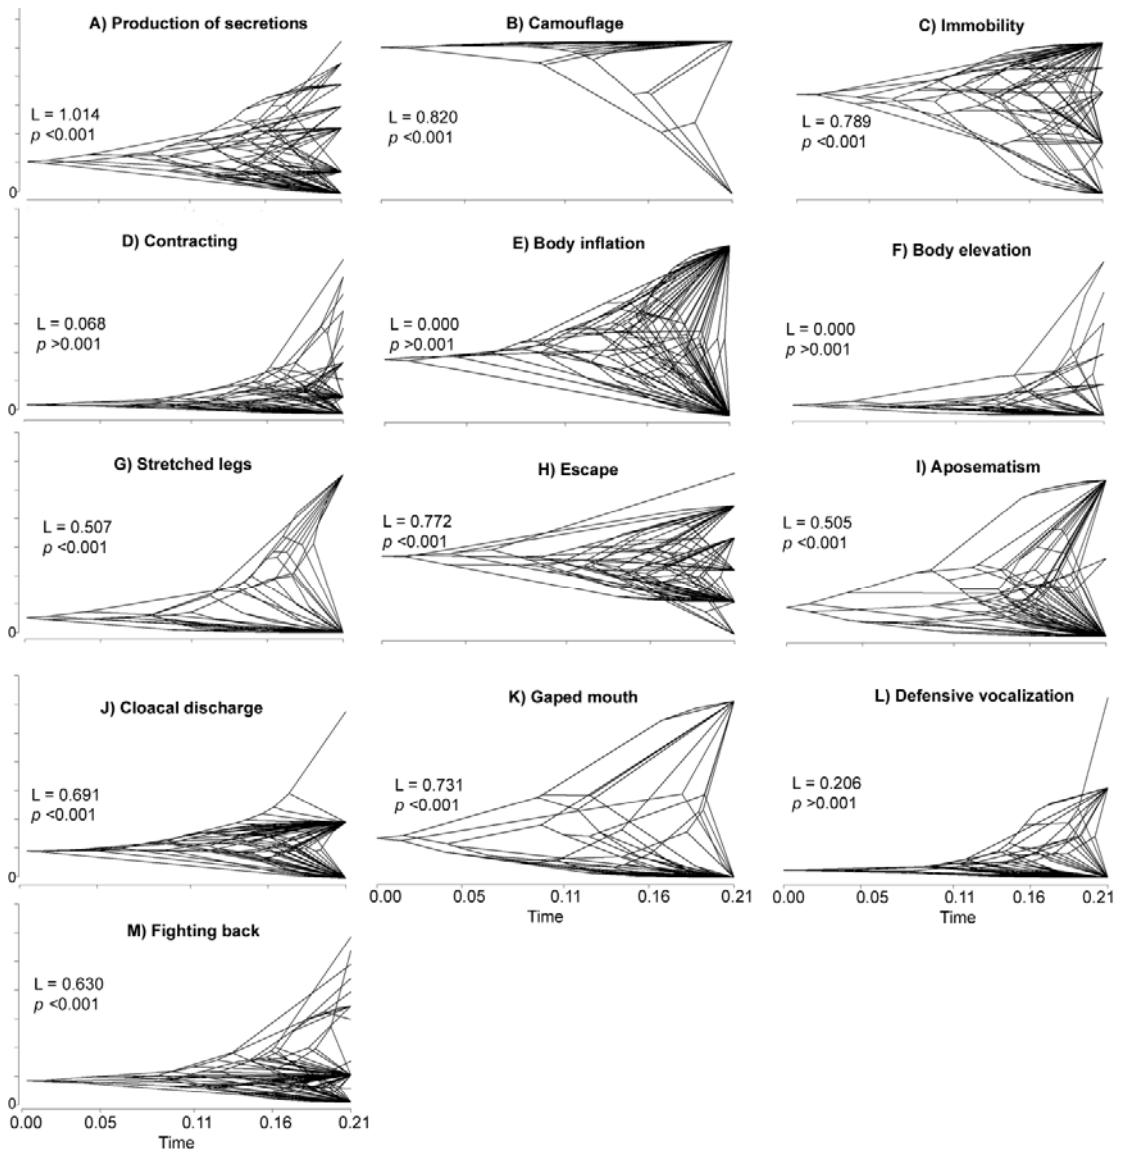 A) Production of secretions
L = 1.014
p <0.001
0
B) Camouflage
L = 0.820
p <0.001
C) Immobility
L = 0.789
p <0.001
D) Contracting
L = 0.068
p >0.001
0
E) Body inflation
L = 0.000
p >0.001
F) Body elevation
L = 0.000
p >0.001
G) Stretched legs
L = 0.507
p <0.001
0
H) Escape
L = 0.772
p <0.001
I) Aposematism
L = 0.505
p <0.001
J) Cloacal discharge
L = 0.691
p <0.001
0
K) Gaped mouth
L = 0.731
p <0.001
0.00 0.05 0.11 0.16 0.21
Time
L) Defensive vocalization
L = 0.206
p >0.001
0.00 0.05 0.11 0.16 0.21
Time
M) Fighting back
L = 0.630
p <0.001
0
0.00 0.05 0.11 0.16 0.21
Time